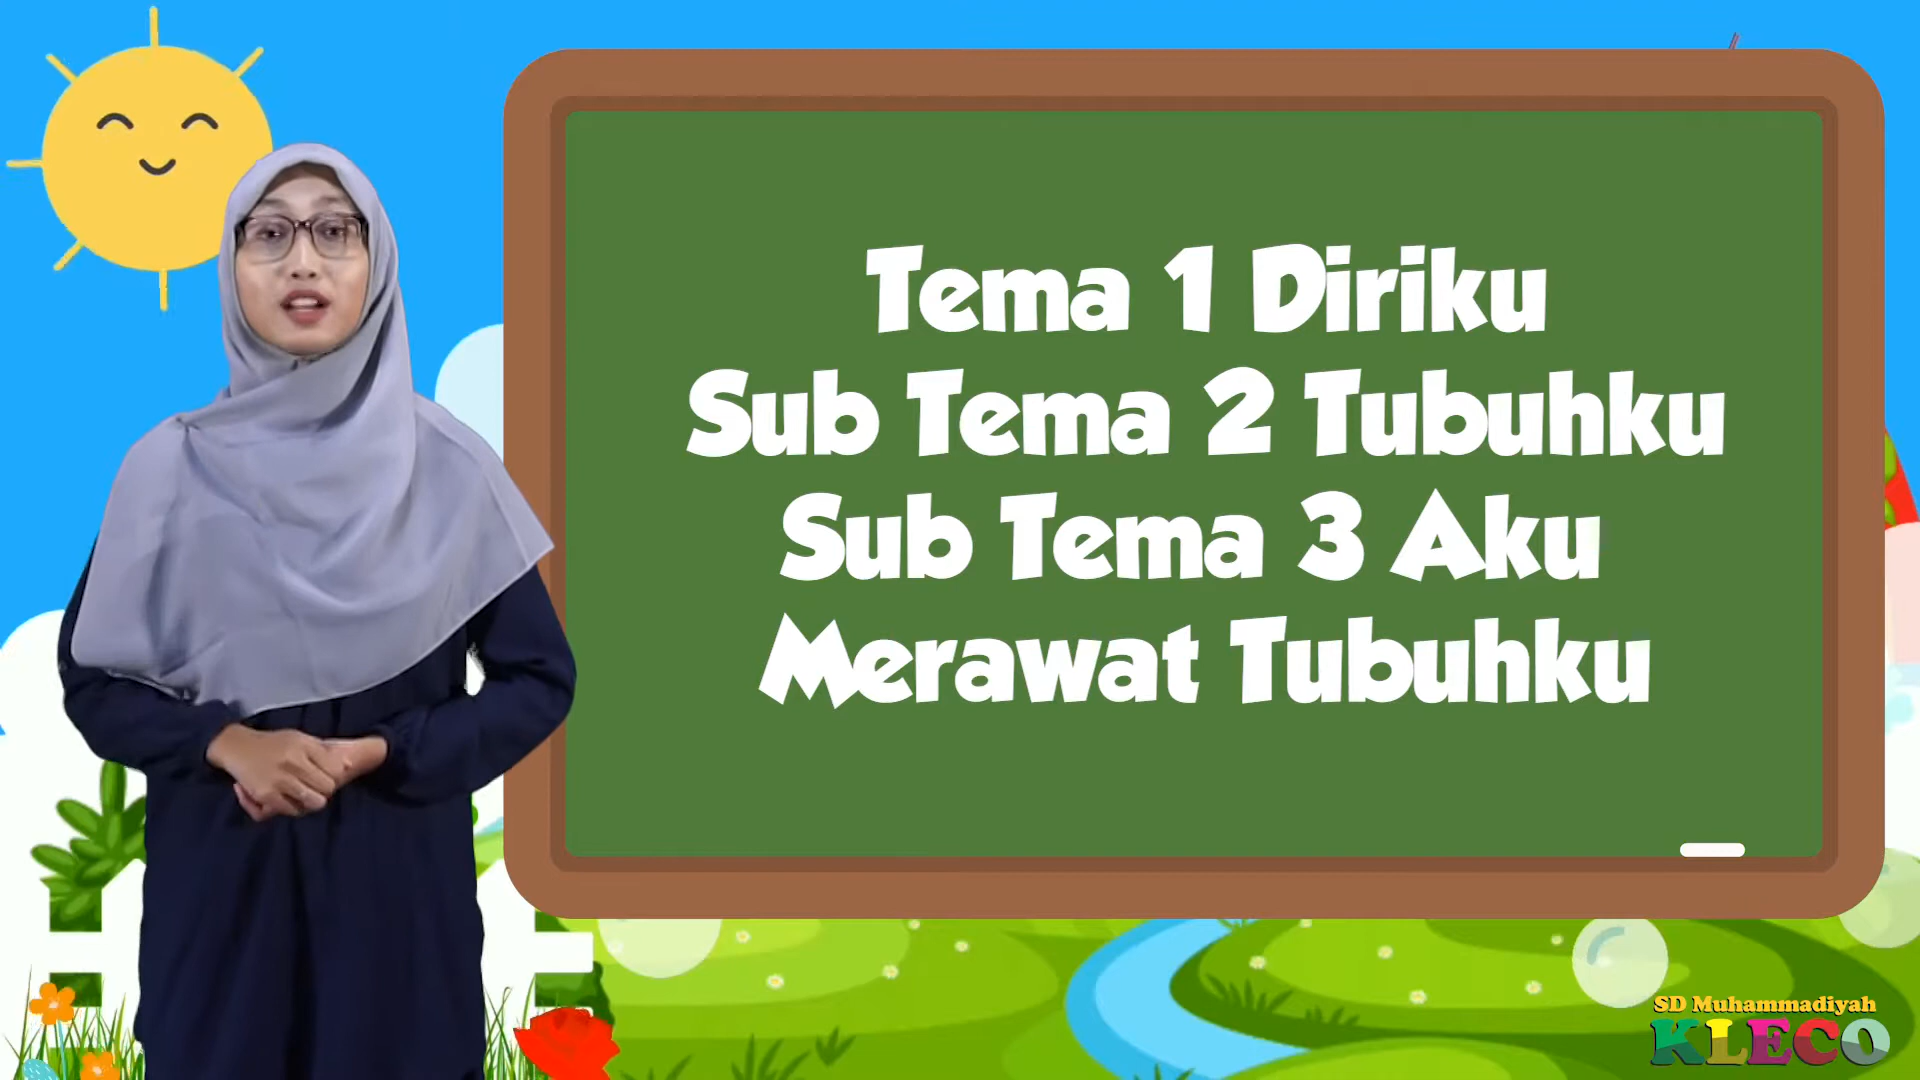 Tema 1 Diriku
Sub Tema 2 Tubuhku
Sub Tema 3 Aku
Merawat Tubuhku
SD Muhammadiyah
KLECO